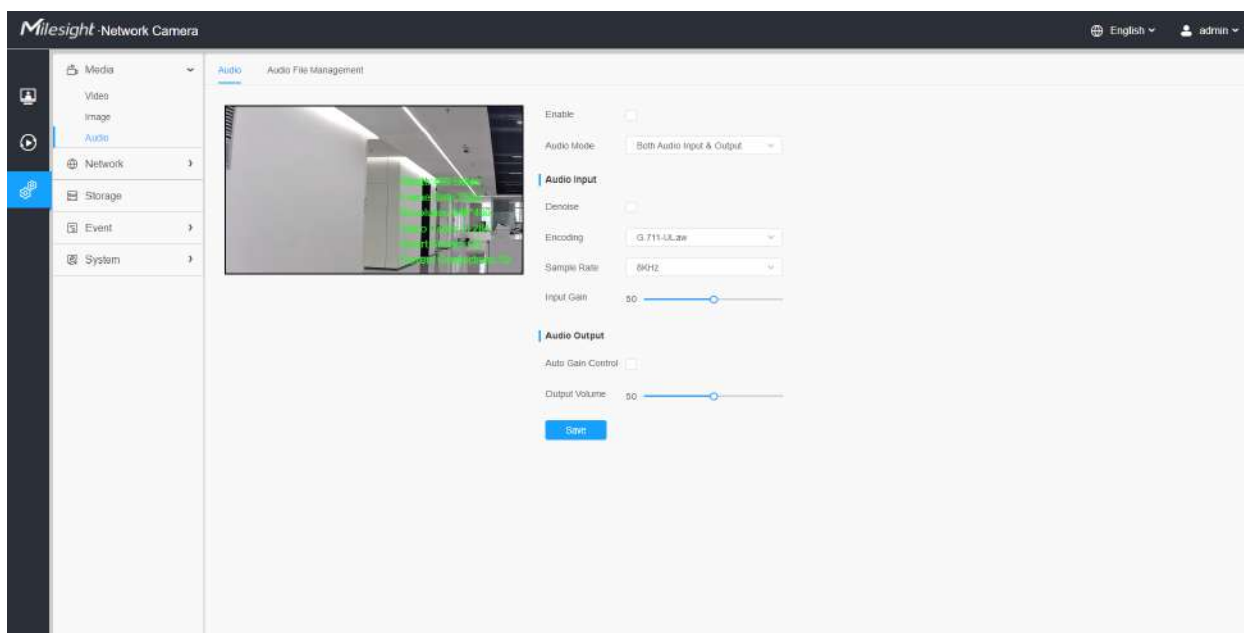 Milesight Network Camera
English
admin
Media
Video
Image
Audio
Network
Storage
Event
System
Audio
Audio File Management
Enable
Audio Mode
Both Audio Input & Output
Audio Input
Denoise
Encoding
G.711-ULaw
Sample Rate
8KHz
Input Gain
50
Audio Output
Auto Gain Control
Output Volume
50
Save